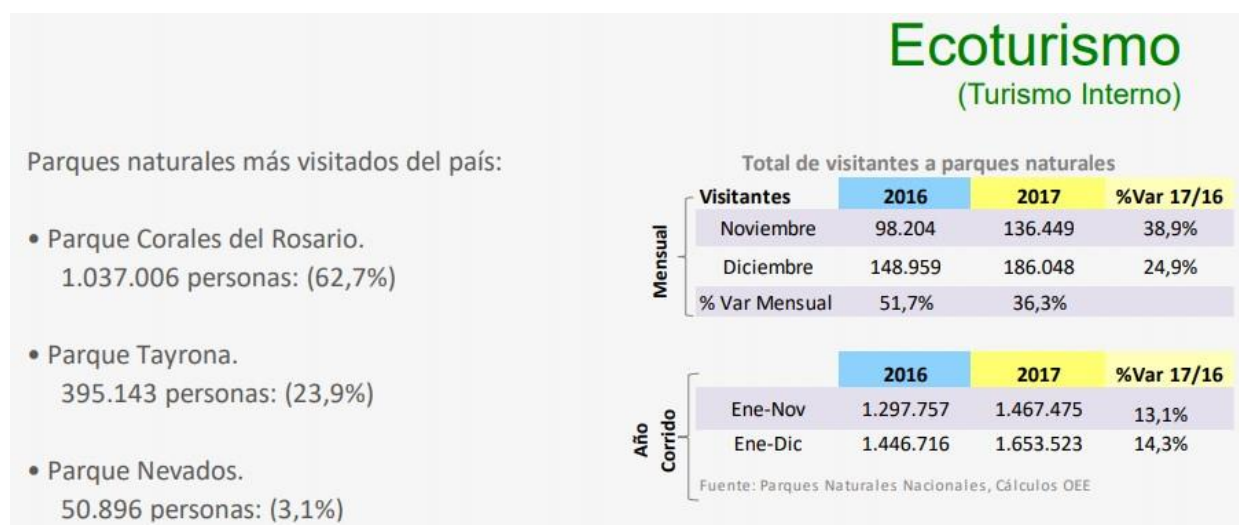 Ecoturismo
(Turismo Interno)
Parques naturales más visitados del país:
• Parque Corales del Rosario.
1.037.006 personas: (62,7%)
• Parque Tayrona.
395.143 personas: (23,9%)
• Parque Nevados.
50.896 personas: (3,1%)
Total de visitantes a parques naturales
Mensual
Visitantes 2016 2017 %Var 17/16
Noviembre 98.204 136.449 38,9%
Diciembre 148.959 186.048 24,9%
% Var Mensual 51,7% 36,3%
Año
Corrido
2016 2017 %Var 17/16
Ene-Nov 1.297.757 1.467.475 13,1%
Ene-Dic 1.446.716 1.653.523 14,3%
Fuente: Parques Naturales Nacionales, Cálculos OEE